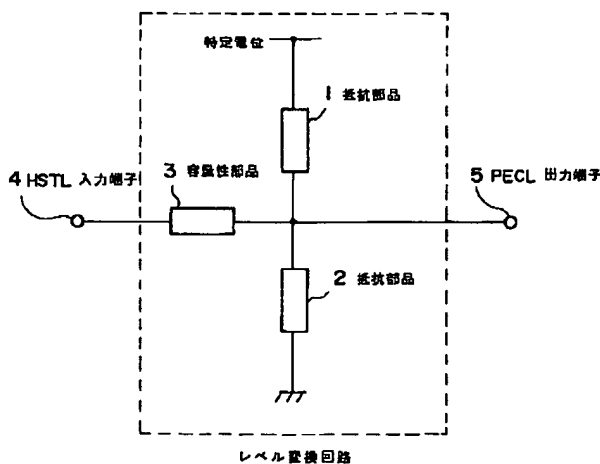 特定電位
1 抵抗部品
3 容量性部品
4 HSTL 入力端子
5 PECL 出力端子
2 抵抗部品
レベル変換回路